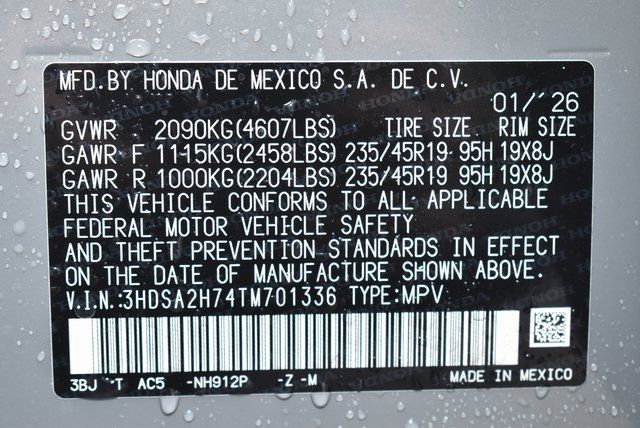 MFD.BY HONDA DE MEXICO S.A. DE C.V.
01/'26
GVWR 2090KG(4607LBS) TIRE SIZE RIM SIZE
GAWR F 1115KG(2458LBS) 235/45R19 95H 19X8J
GAWR R 1000KG(2204LBS) 235/45R19 95H 19X8J
THIS VEHICLE CONFORMS TO ALL APPLICABLE
FEDERAL MOTOR VEHICLE SAFETY
AND THEFT PREVENTION STANDARDS IN EFFECT
ON THE DATE OF MANUFACTURE SHOWN ABOVE.
V.I.N.:3HDSA2H74TM701336 TYPE:MPV
3BJ T AC5 -NH912P -Z -M MADE IN MEXICO